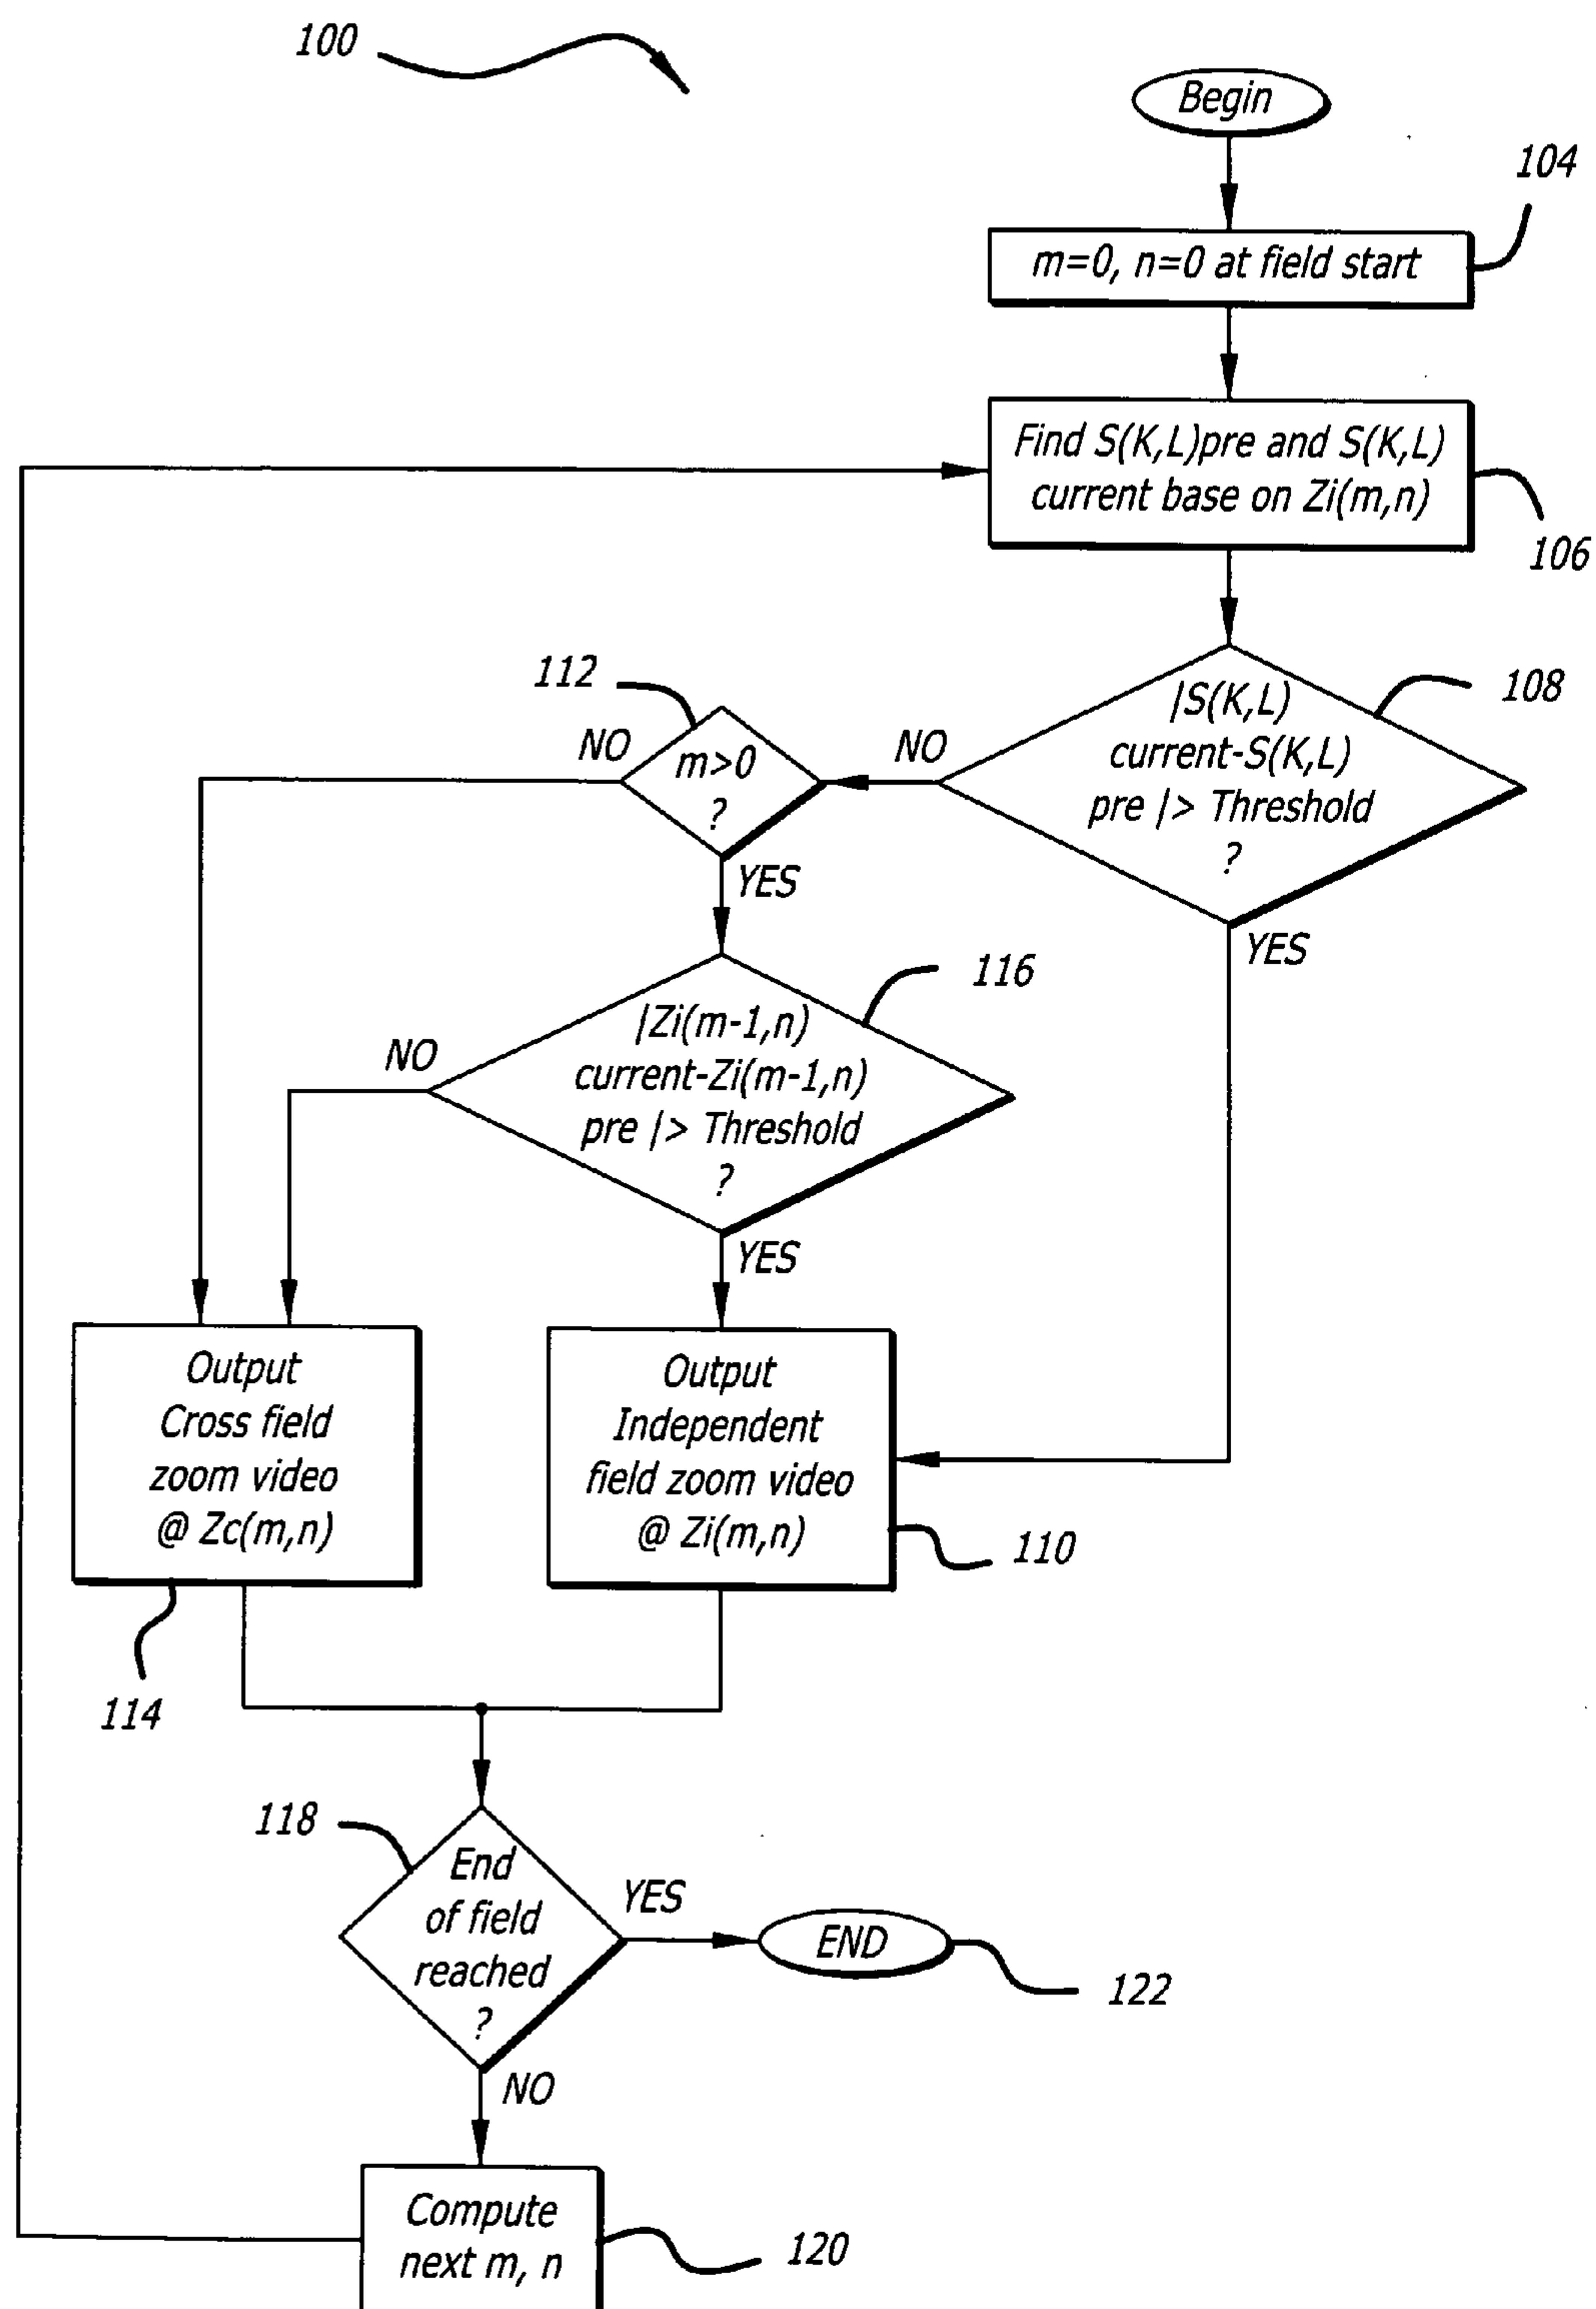 100
Begin
104
m=0, n=0 at field start
Find S(K,L)pre and S(K,L)
current base on Zi(m,n)
106
108
|S(K,L)
current-S(K,L)
pre |> Threshold
?
NO
YES
112
m>0
?
NO
YES
116
|Zi(m-1,n)
current-Zi(m-1,n)
pre |> Threshold
?
NO
YES
Output
Cross field
zoom video
@ Zc(m,n)
114
Output
Independent
field zoom video
@ Zi(m,n)
110
118
End
of field
reached
?
YES
END
122
NO
Compute
next m, n
120